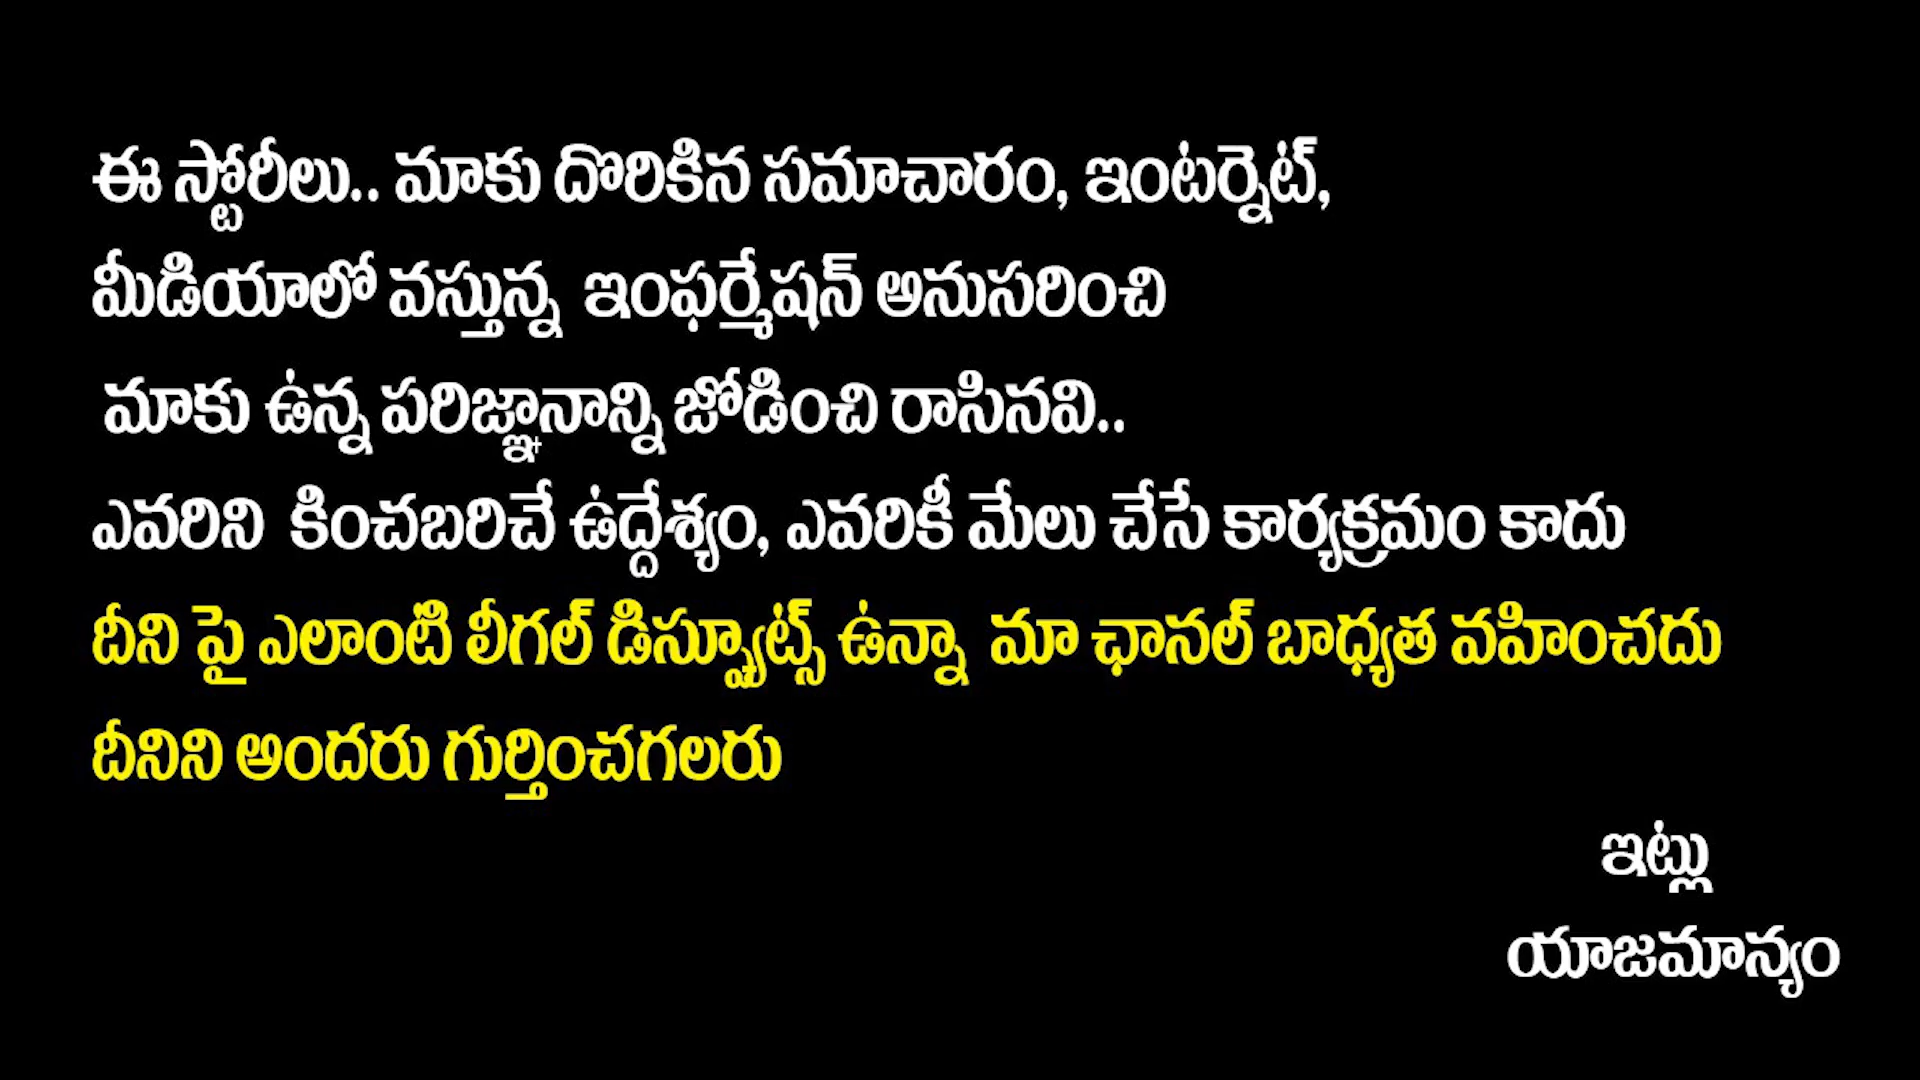 ఈ స్టోరీలు.. మాకు దొరికిన సమాచారం, ఇంటర్నెట్,
మీడియాలో వస్తున్న ఇంఫర్మేషన్ అనుసరించి
మాకు ఉన్న పరిజ్ఞానాన్ని జోడించి రాసినవి..
ఎవరిని కించబరిచే ఉద్దేశ్యం, ఎవరికీ మేలు చేసే కార్యక్రమం కాదు
దీని పై ఎలాంటి లీగల్ డిస్ప్యూట్స్ ఉన్నా మా ఛానల్ బాధ్యత వహించదు
దీనిని అందరు గుర్తించగలరు
ఇట్లు
యాజమాన్యం